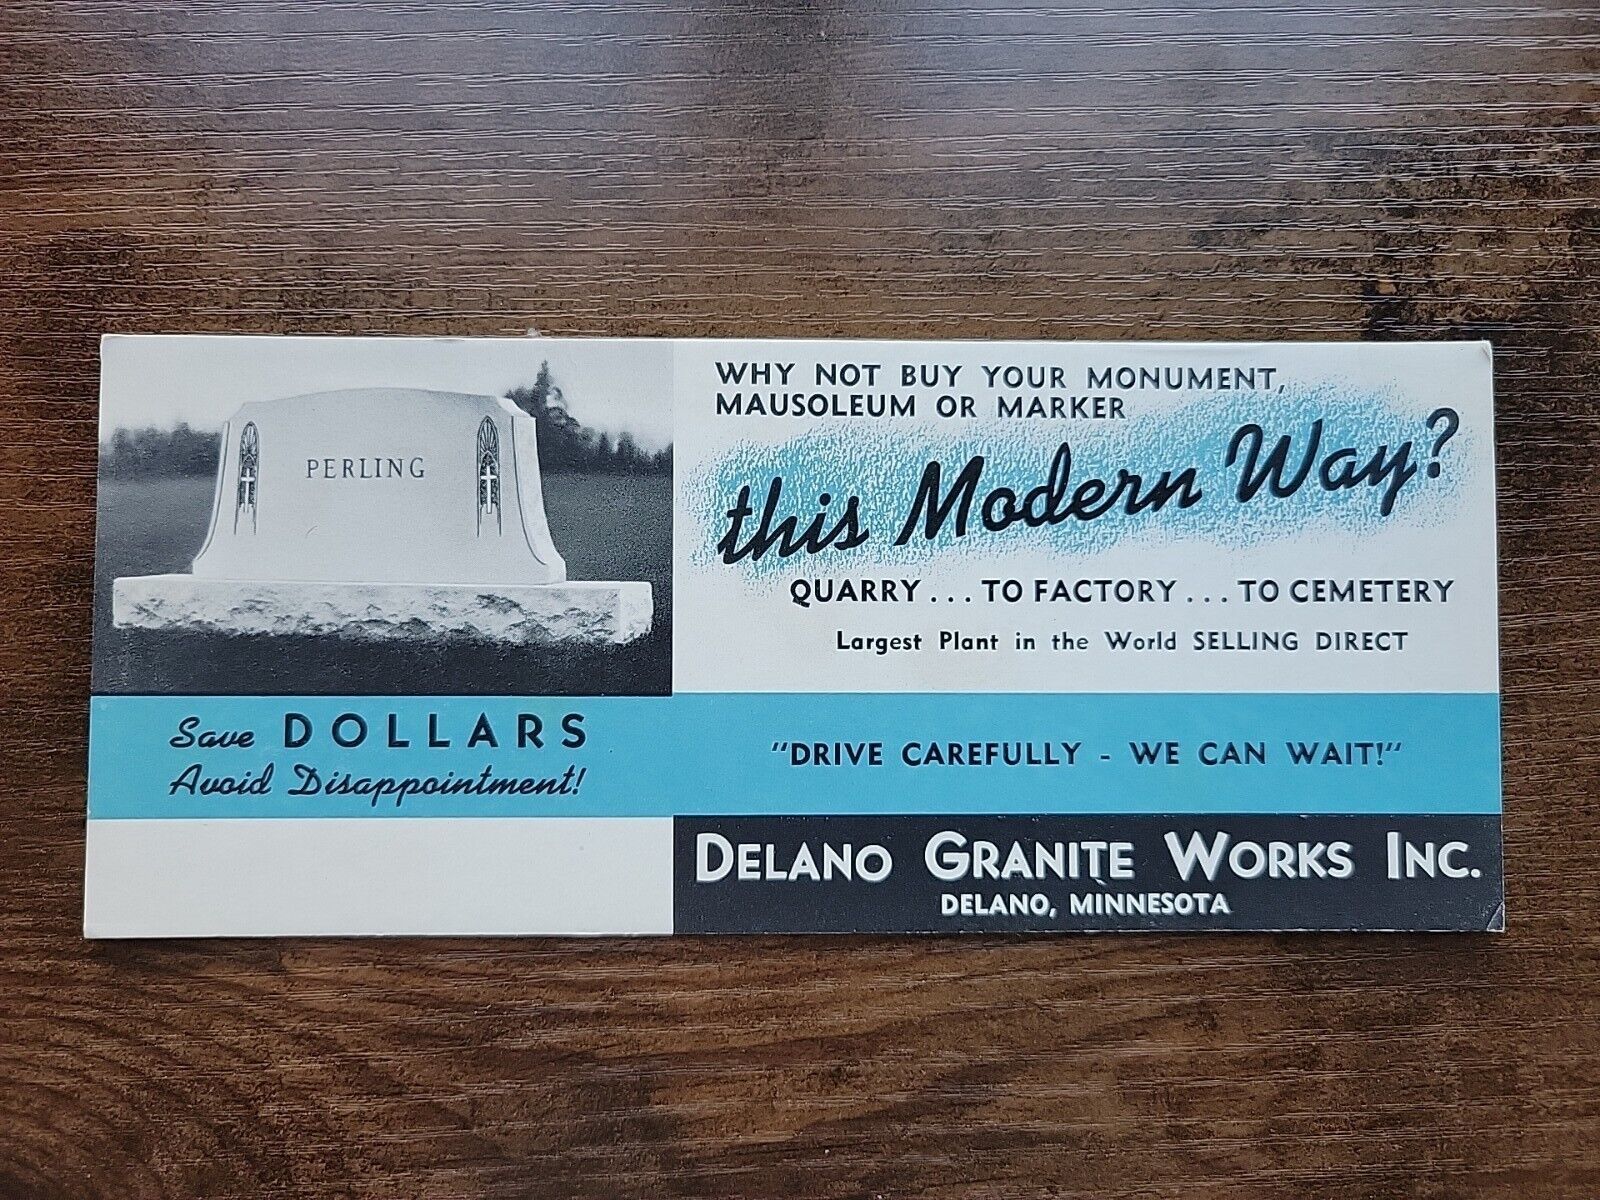 PERLING
Save DOLLARS
Avoid Disappointment!
WHY NOT BUY YOUR MONUMENT,
MAUSOLEUM OR MARKER
this Modern Way?
QUARRY ... TO FACTORY ... TO CEMETERY
Largest Plant in the World SELLING DIRECT
"DRIVE CAREFULLY - WE CAN WAIT!"
DELANO GRANITE WORKS INC.
DELANO, MINNESOTA